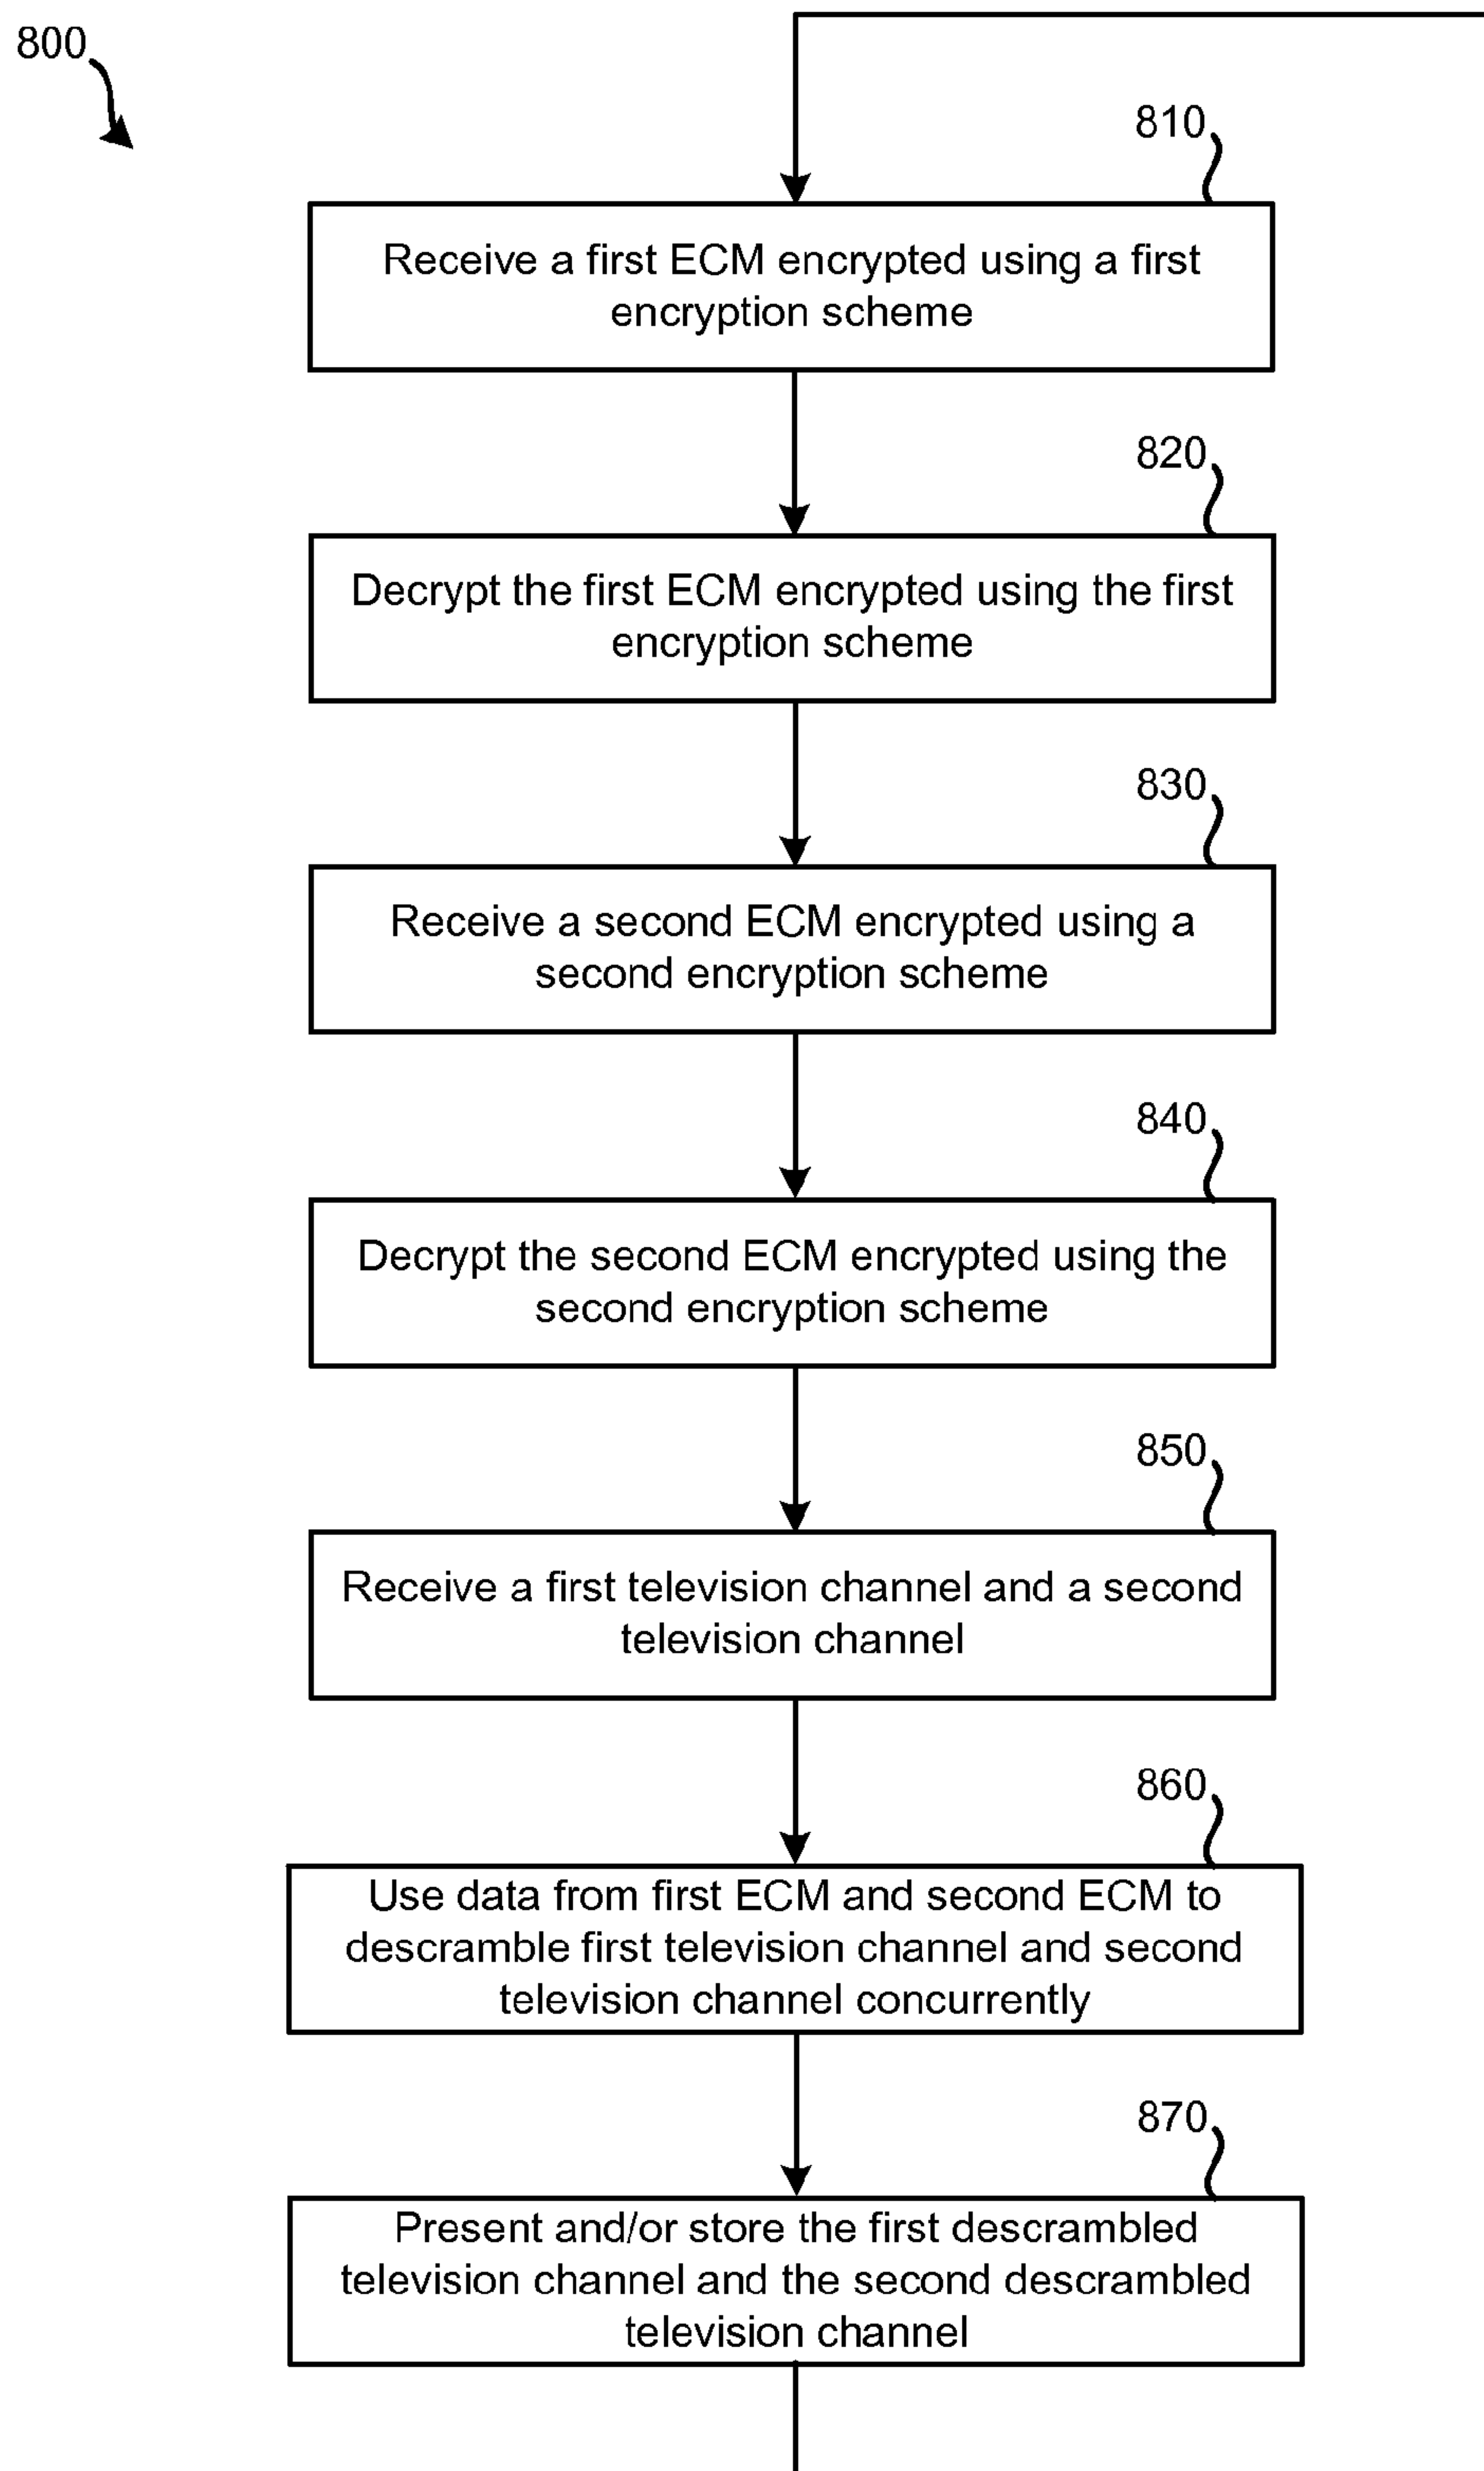 800
810
Receive a first ECM encrypted using a first
encryption scheme
820
Decrypt the first ECM encrypted using the first
encryption scheme
830
Receive a second ECM encrypted using a
second encryption scheme
840
Decrypt the second ECM encrypted using the
second encryption scheme
850
Receive a first television channel and a second
television channel
860
Use data from first ECM and second ECM to
descramble first television channel and second
television channel concurrently
870
Present and/or store the first descrambled
television channel and the second descrambled
television channel